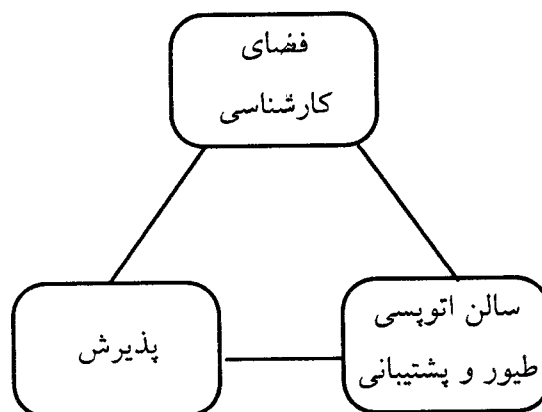 فضای
کارشناسی
سالن اتوپسی
طیور و پشتیبانی
پذیرش